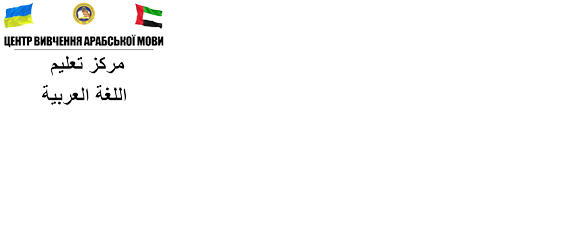 ЦЕНТР ВИВЧЕННЯ АРАБСЬКОЇ МОВИ
مركز تعليم
اللغة العربية